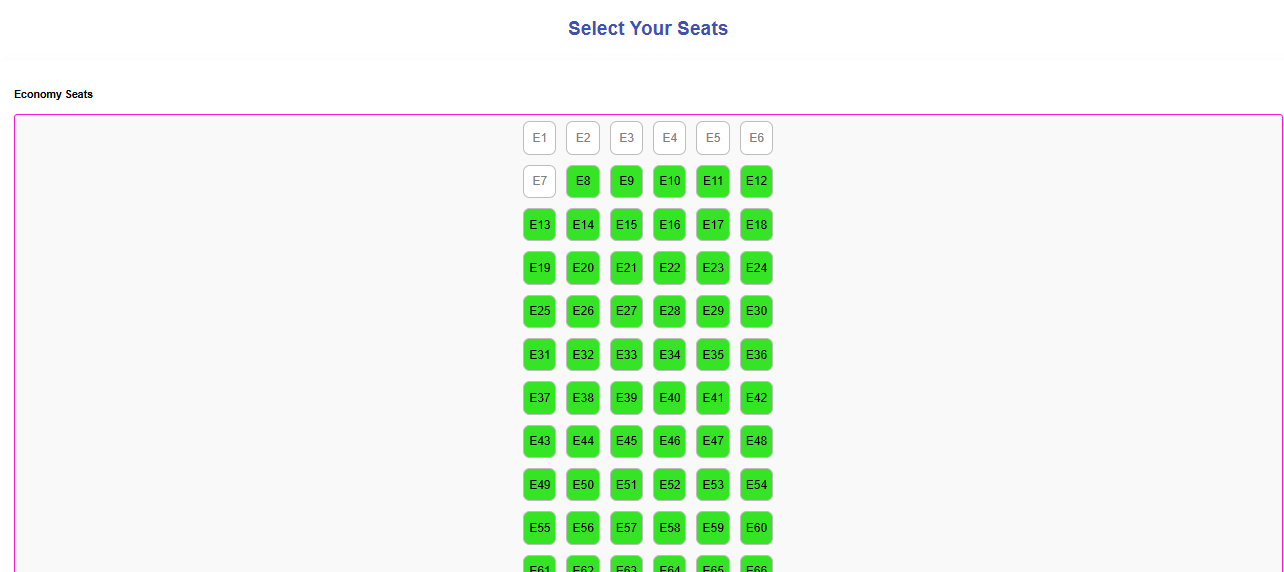 Select Your Seats
Economy Seats
E1 E2 E3 E4 E5 E6
E7 E8 E9 E10 E11 E12
E13 E14 E15 E16 E17 E18
E19 E20 E21 E22 E23 E24
E25 E26 E27 E28 E29 E30
E31 E32 E33 E34 E35 E36
E37 E38 E39 E40 E41 E42
E43 E44 E45 E46 E47 E48
E49 E50 E51 E52 E53 E54
E55 E56 E57 E58 E59 E60
E61 E62 E63 E64 E65 E66